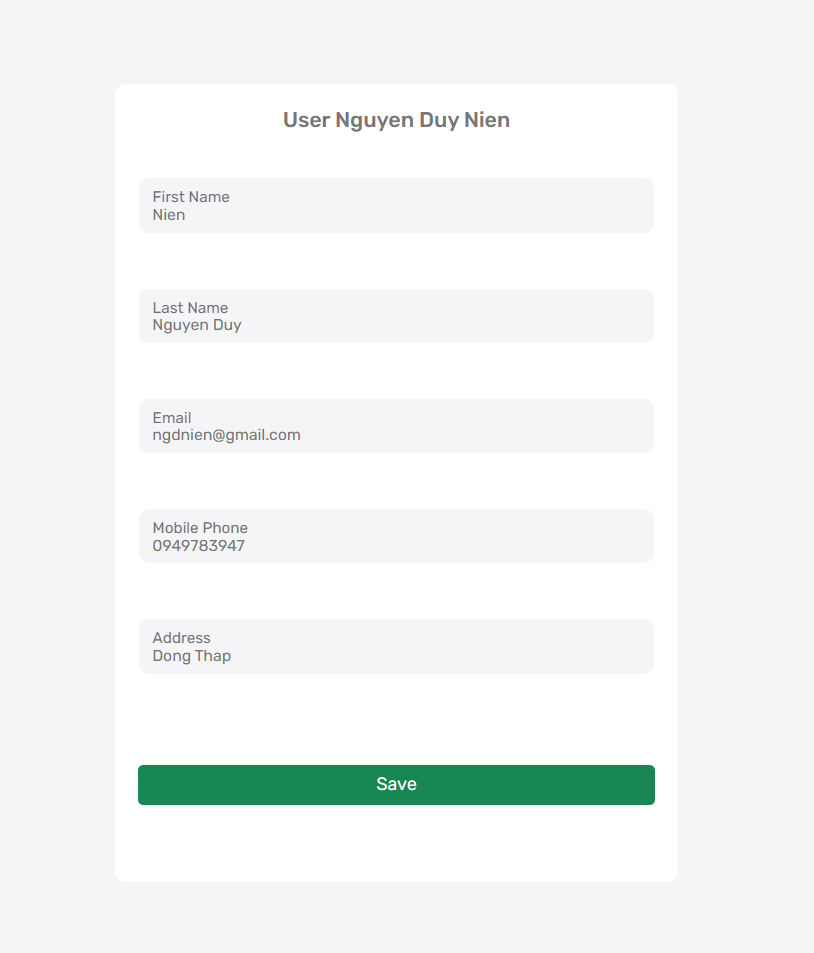 User Nguyen Duy Nien
First Name
Nien
Last Name
Nguyen Duy
Email
ngdnien@gmail.com
Mobile Phone
0949783947
Address
Dong Thap
Save